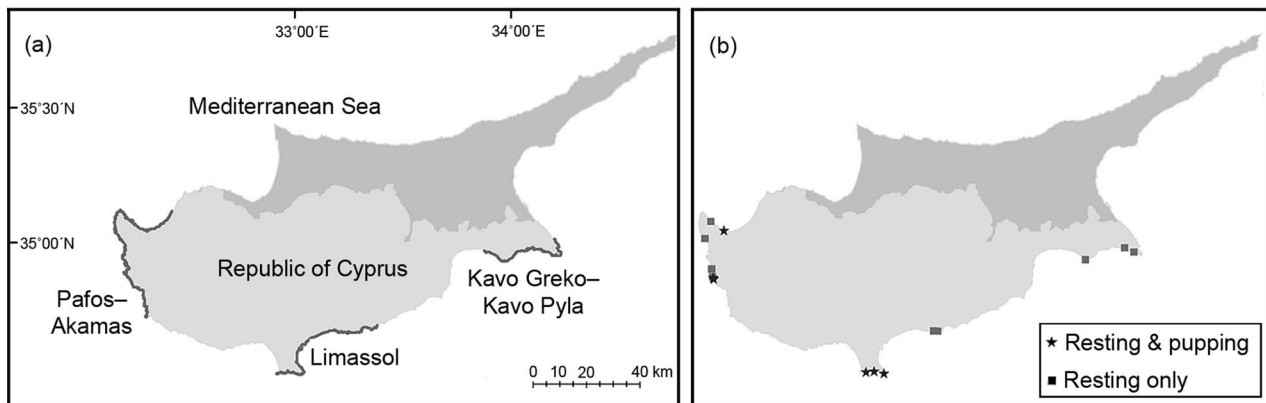 (a)
33°00´E
34°00´E
35°30´N
35°00´N
Mediterranean Sea
Republic of Cyprus
Pafos–
Akamas
Kavo Greko–
Kavo Pyla
Limassol
0 10 20 40 km
(b)
Resting & pupping
Resting only